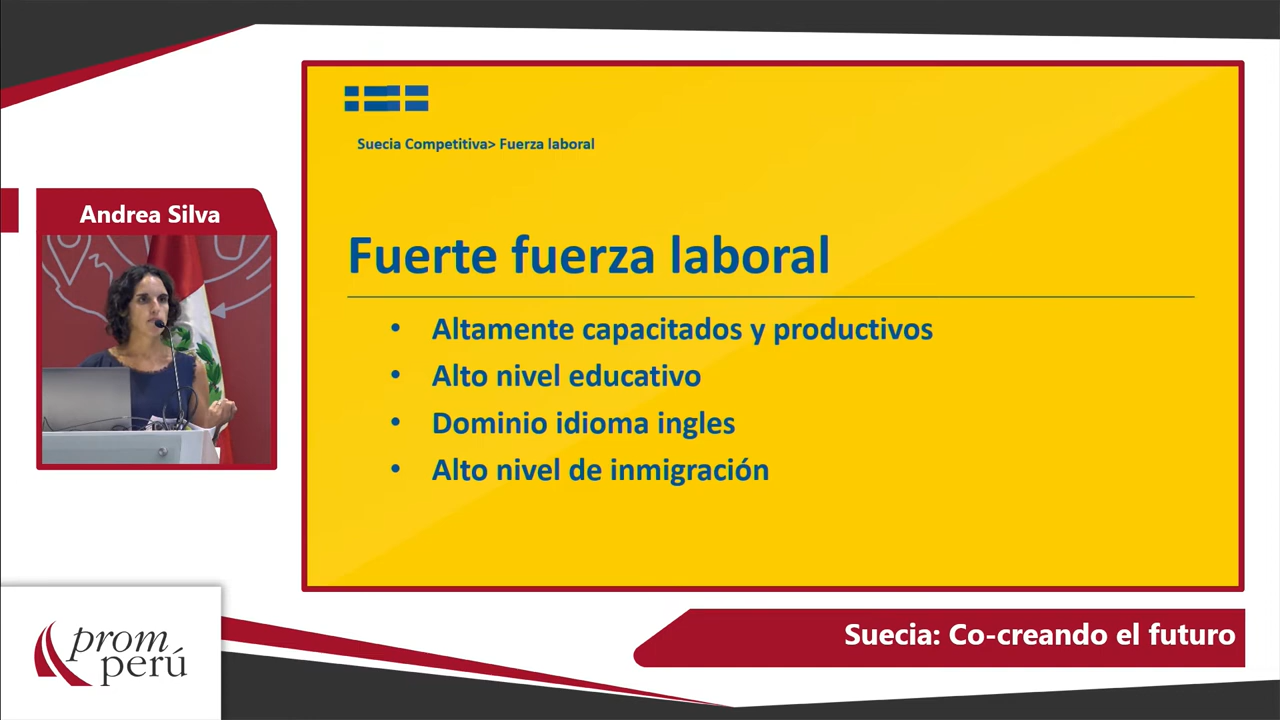 Suecia Competitiva> Fuerza laboral
Andrea Silva
Fuerte fuerza laboral
• Altamente capacitados y productivos
• Alto nivel educativo
• Dominio idioma ingles
• Alto nivel de inmigración
Suecia: Co-creando el futuro
prom
perú